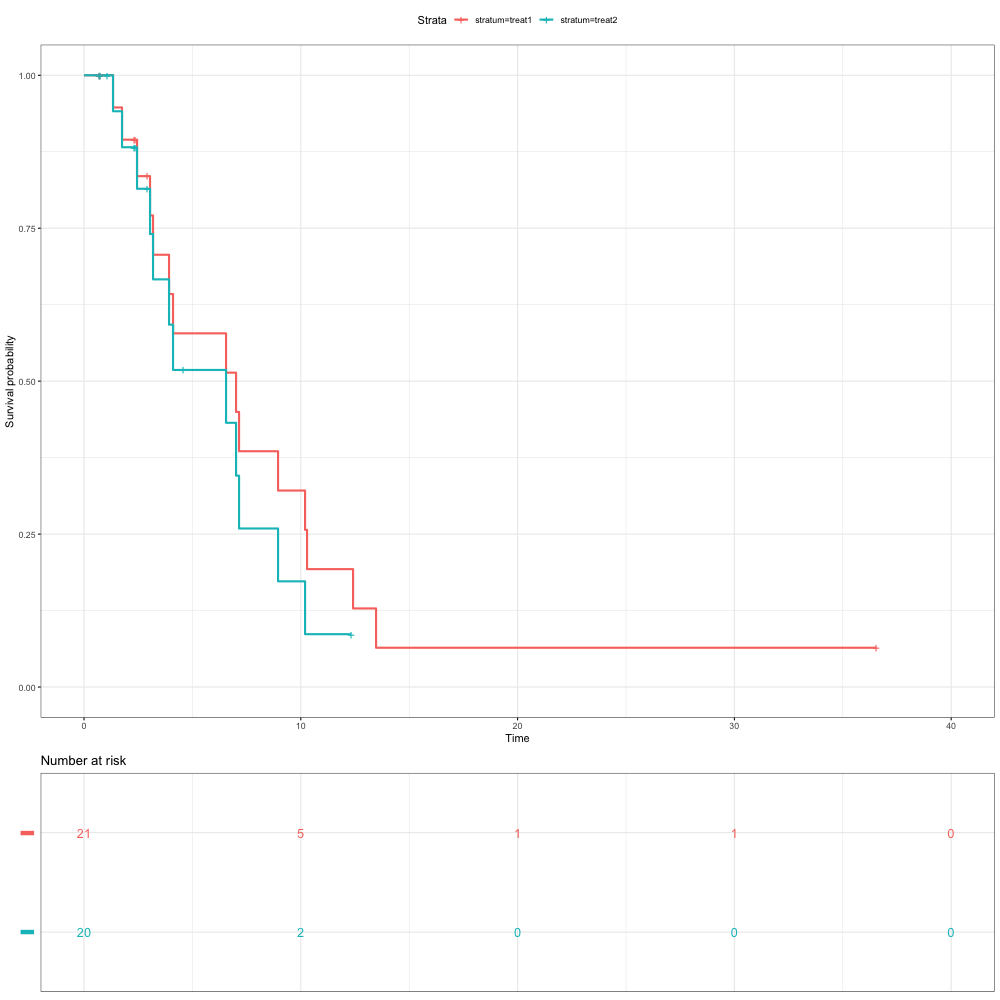 Strata stratum=treat1 stratum=treat2
1.00
0.75
0.50
0.25
0.00
Survival probability
0 10 20 30 40
Time
Number at risk
21 5 1 1 0
20 2 0 0 0